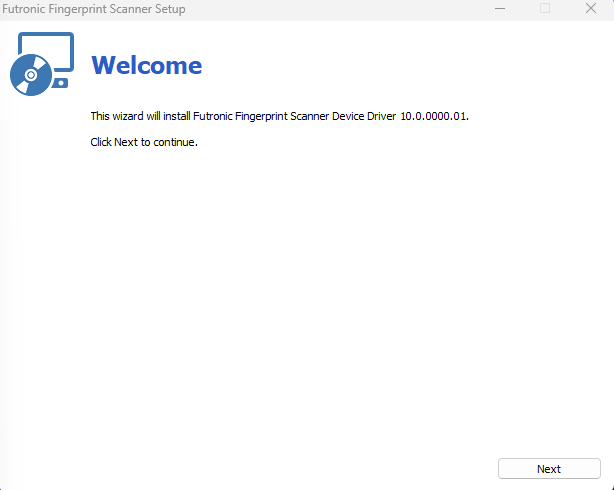 Futronic Fingerprint Scanner Setup
Welcome
This wizard will install Futronic Fingerprint Scanner Device Driver 10.0.0000.01.
Click Next to continue.
Next